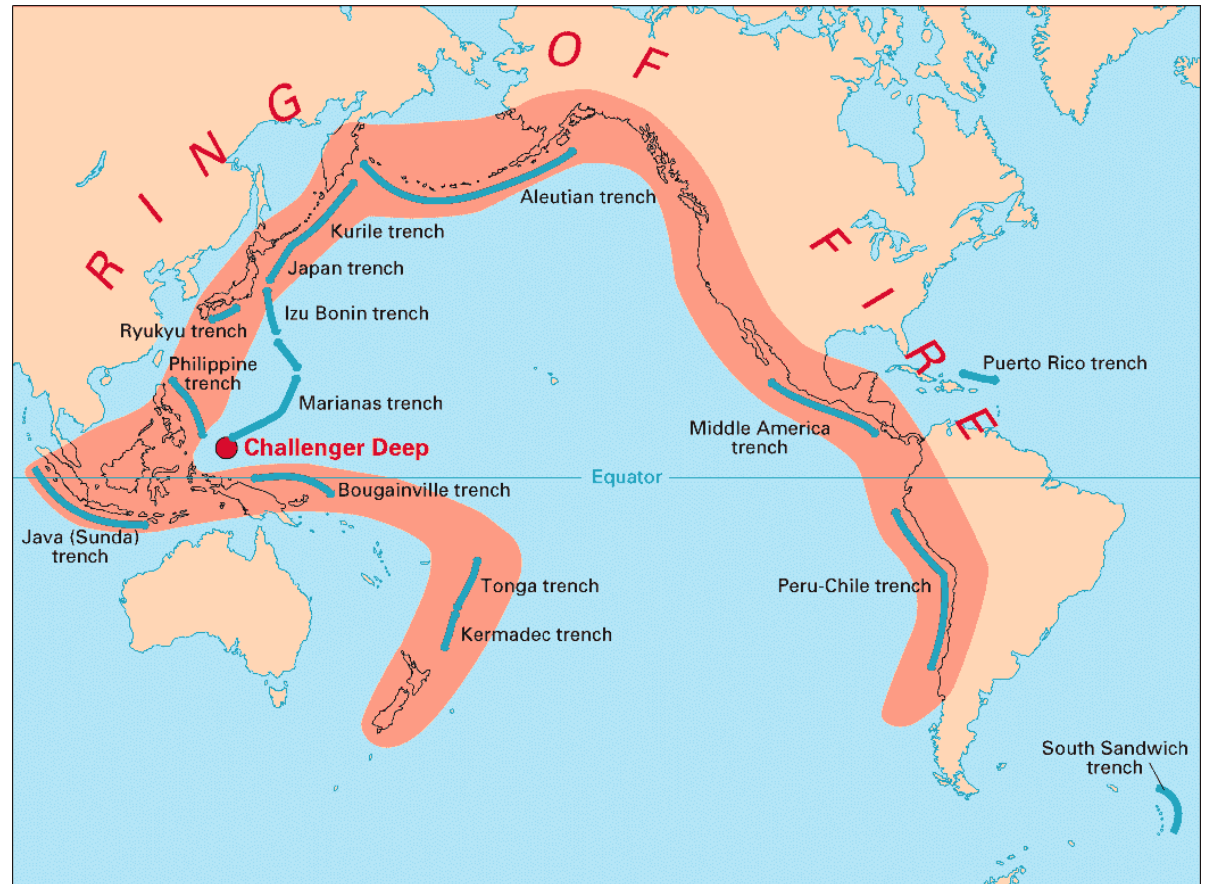 RING OF FIRE
Aleutian trench
Kurile trench
Japan trench
Izu Bonin trench
Ryukyu trench
Philippine
trench
Marianas trench
Challenger Deep
Puerto Rico trench
Middle America
trench
Equator
Bougainville trench
Java (Sunda)
trench
Tonga trench
Kermadec trench
Peru-Chile trench
South Sandwich
trench